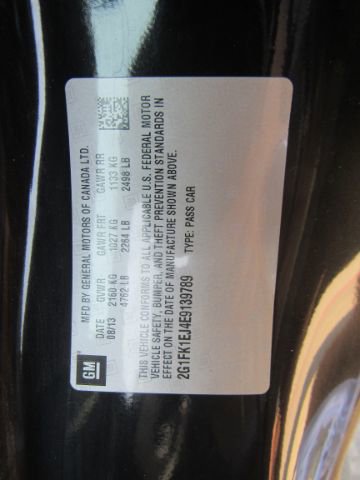 GM
MFD BY GENERAL MOTORS OF CANADA LTD.
DATE GVWR GAWR FRT GAWR RR
08/13 2160 KG 1027 KG 1133 KG
4762 LB 2264 LB 2498 LB
THIS VEHICLE CONFORMS TO ALL APPLICABLE U.S. FEDERAL MOTOR
VEHICLE SAFETY, BUMPER, AND THEFT PREVENTION STANDARDS IN
EFFECT ON THE DATE OF MANUFACTURE SHOWN ABOVE.
2G1FK1EJ4E9139789 TYPE: PASS CAR